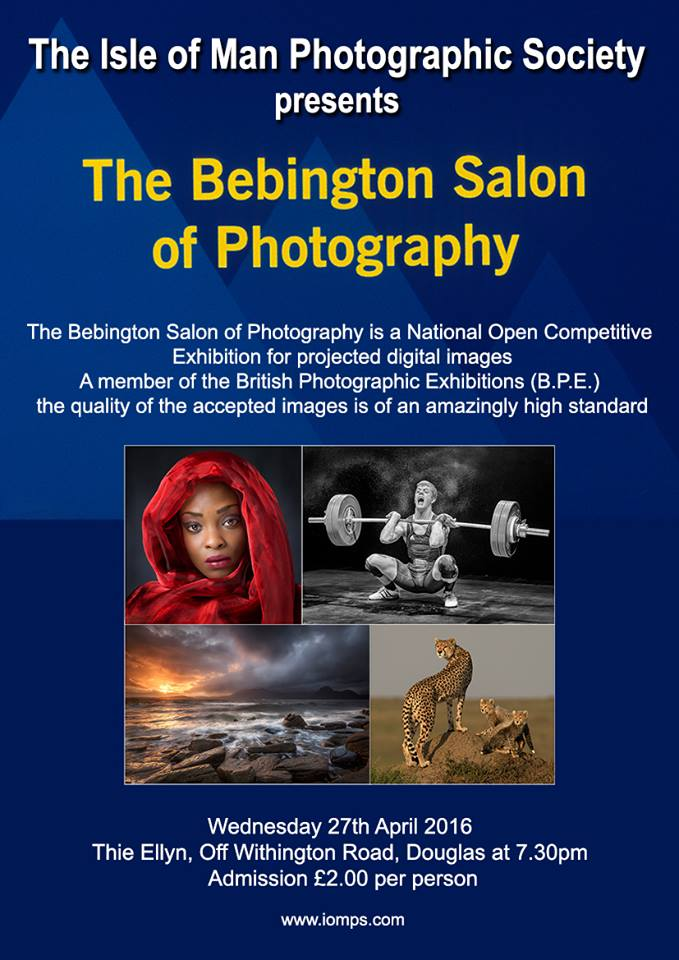 The Isle of Man Photographic Society
presents
The Bebington Salon
of Photography
The Bebington Salon of Photography is a National Open Competitive
Exhibition for projected digital images
A member of the British Photographic Exhibitions (B.P.E.)
the quality of the accepted images is of an amazingly high standard
Wednesday 27th April 2016
Thie Ellyn, Off Withington Road, Douglas at 7.30pm
Admission £2.00 per person
www.iomps.com